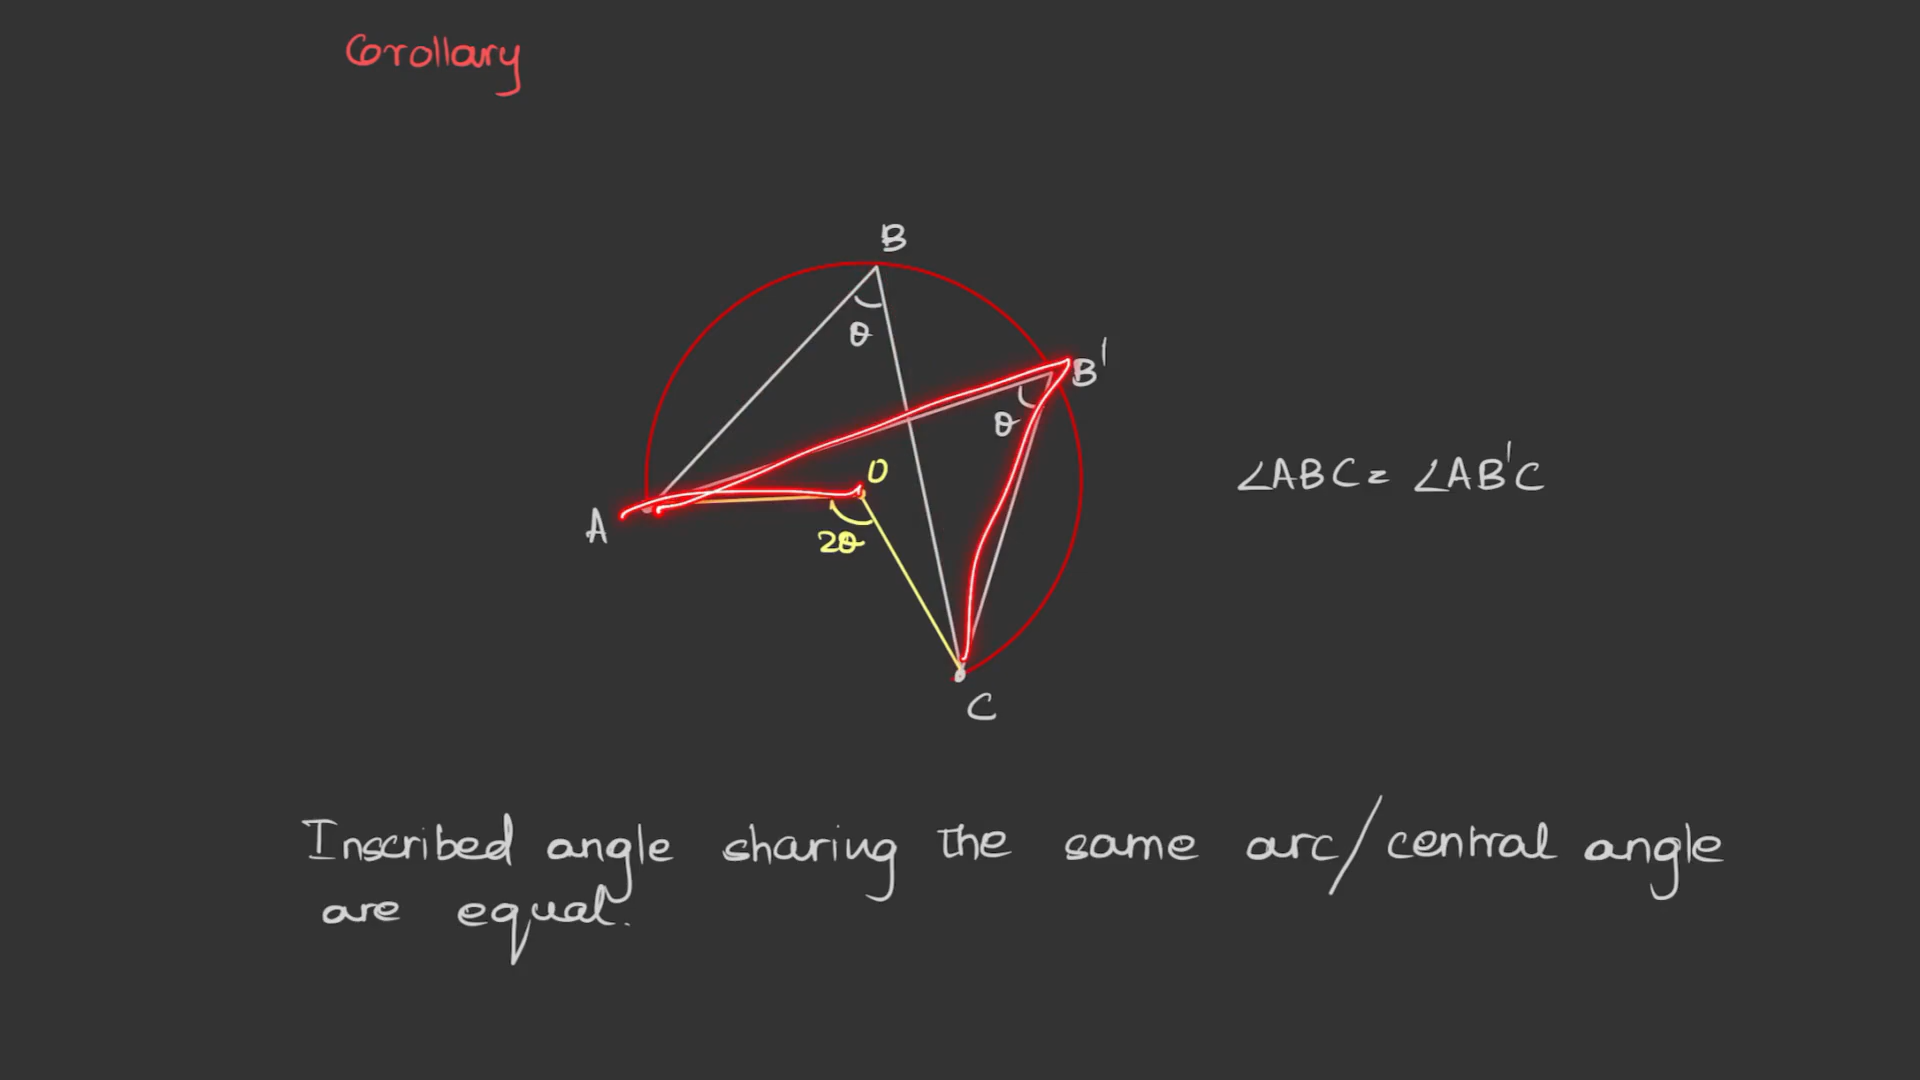 Corollary
B
θ
B'
θ
O
A
2θ
∠ABC = ∠AB'C
C
Inscribed angle sharing the same arc/central angle
are equal.